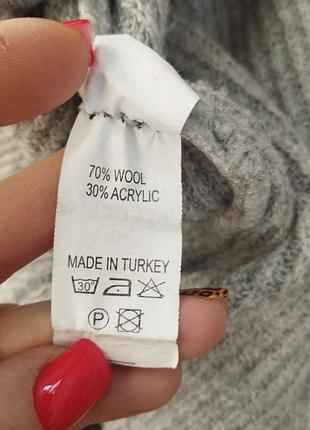 70% WOOL
30% ACRYLIC
MADE IN TURKEY
30°
P